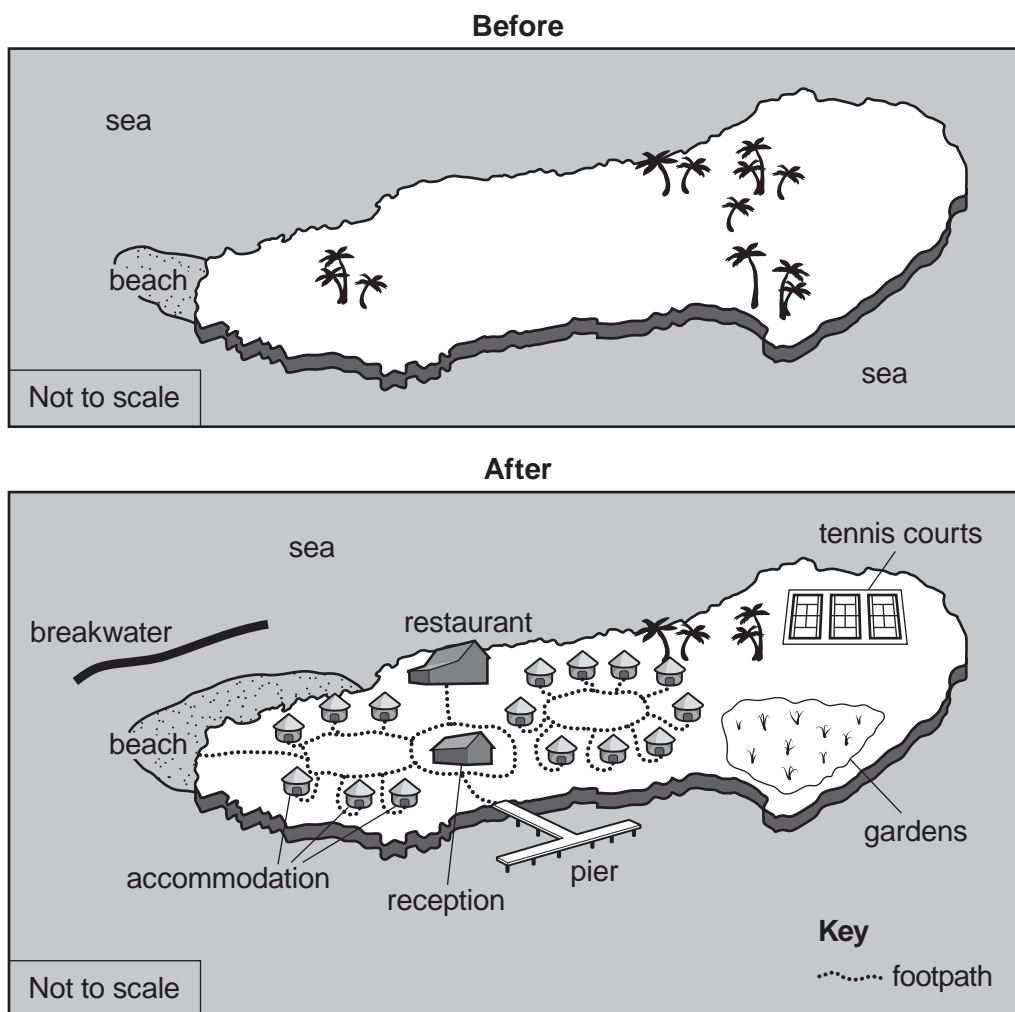 Before
sea
beach
sea
Not to scale
After
sea
tennis courts
restaurant
breakwater
beach
gardens
pier
accommodation
reception
Key
footpath
Not to scale